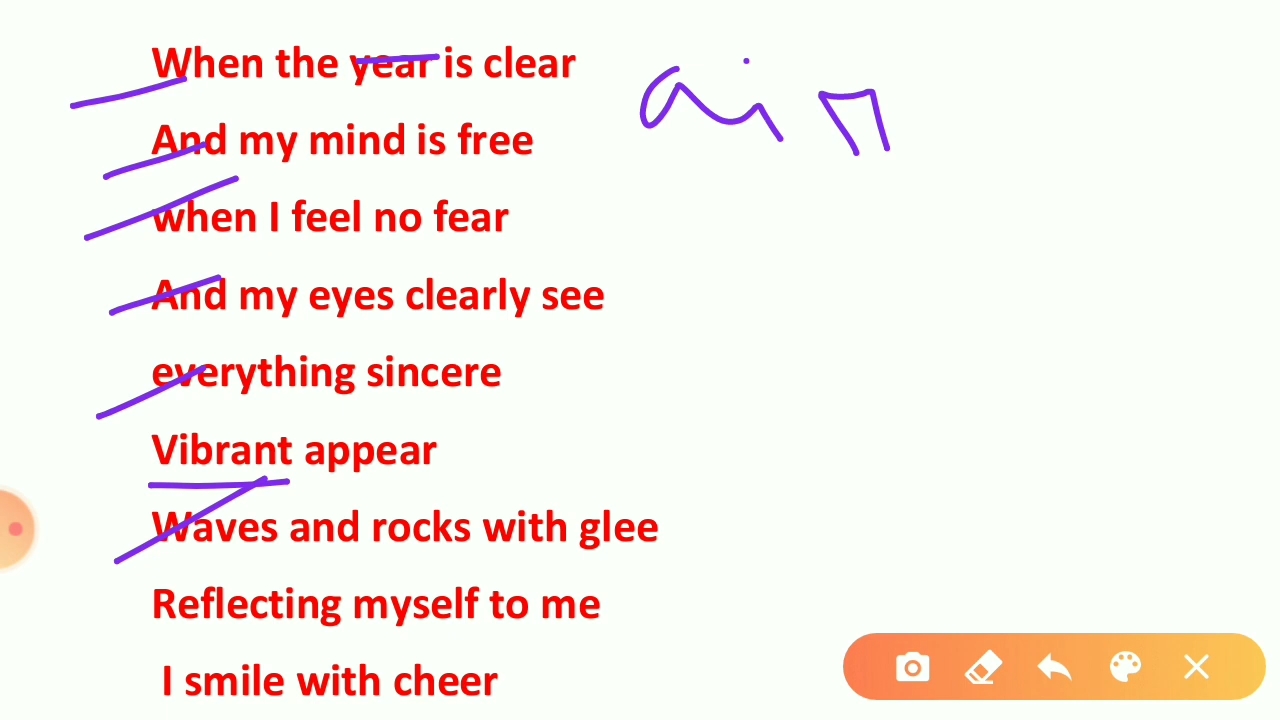 When the year is clear
air
And my mind is free
when I feel no fear
And my eyes clearly see
everything sincere
Vibrant appear
Waves and rocks with glee
Reflecting myself to me
I smile with cheer